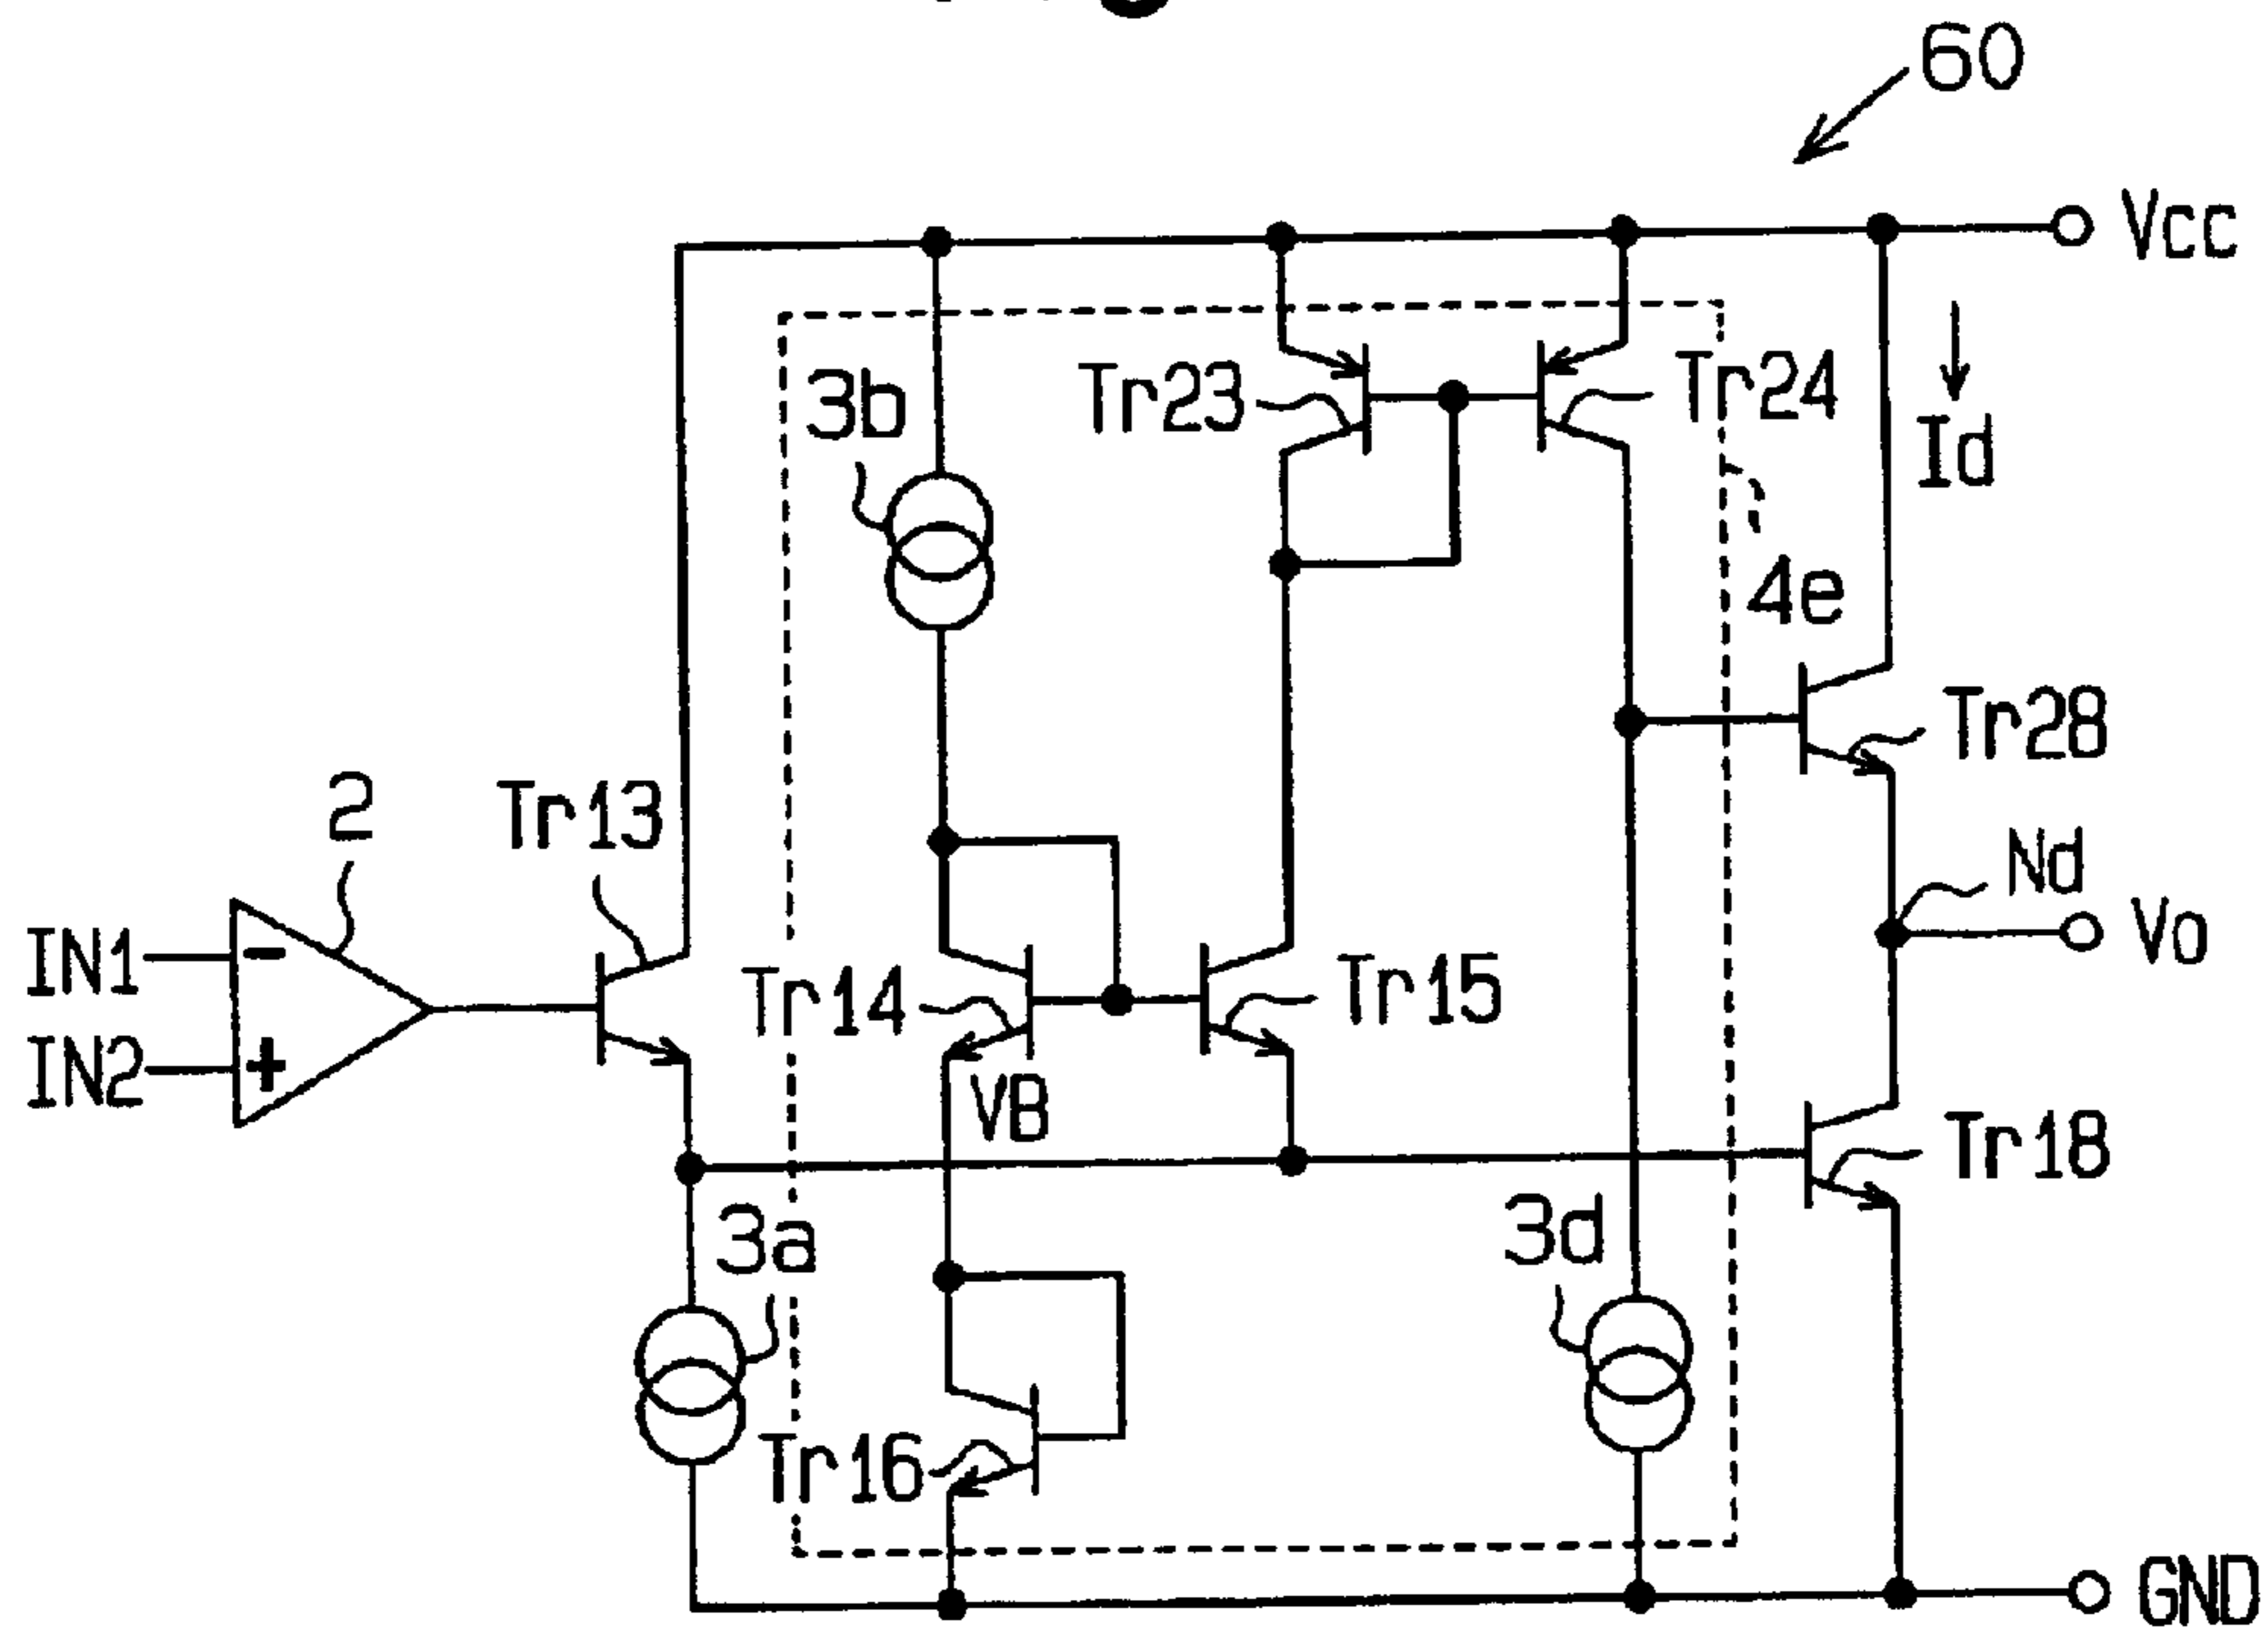 60
Vcc
3b
Tr23
Tr24
Id
4e
Tr28
2
Tr13
Nd
Vo
IN1
−
Tr14
Tr15
IN2
+
VB
Tr18
3a
3d
Tr16
GND